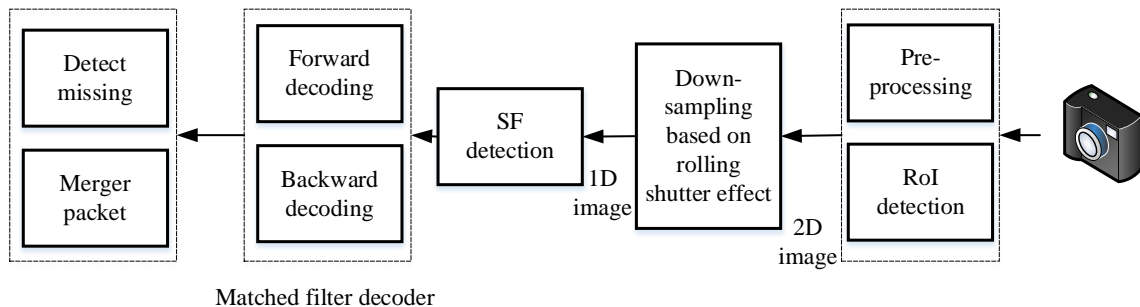 Detect
missing
Merger
packet
Forward
decoding
Backward
decoding
Matched filter decoder
SF
detection
1D
image
Down-
sampling
based on
rolling
shutter effect
2D
image
Pre-
processing
RoI
detection